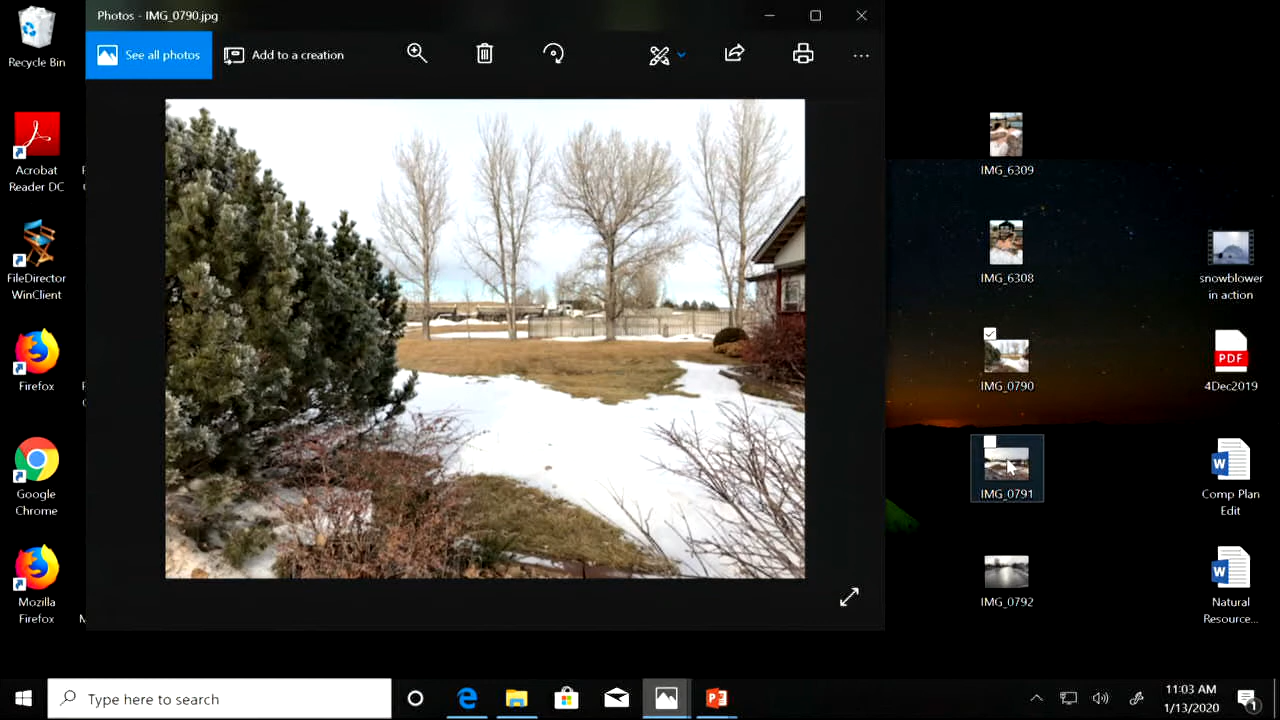 Photos - IMG_0790.jpg
See all photos
Add to a creation
Recycle Bin
Acrobat
Reader DC
FileDirector
WinClient
Firefox
Google
Chrome
Mozilla
Firefox
IMG_6309
IMG_6308
IMG_0790
IMG_0791
IMG_0792
snowblower
in action
PDF
4Dec2019
W
Comp Plan
Edit
W
Natural
Resource...
Type here to search
11:03 AM
1/13/2020
1